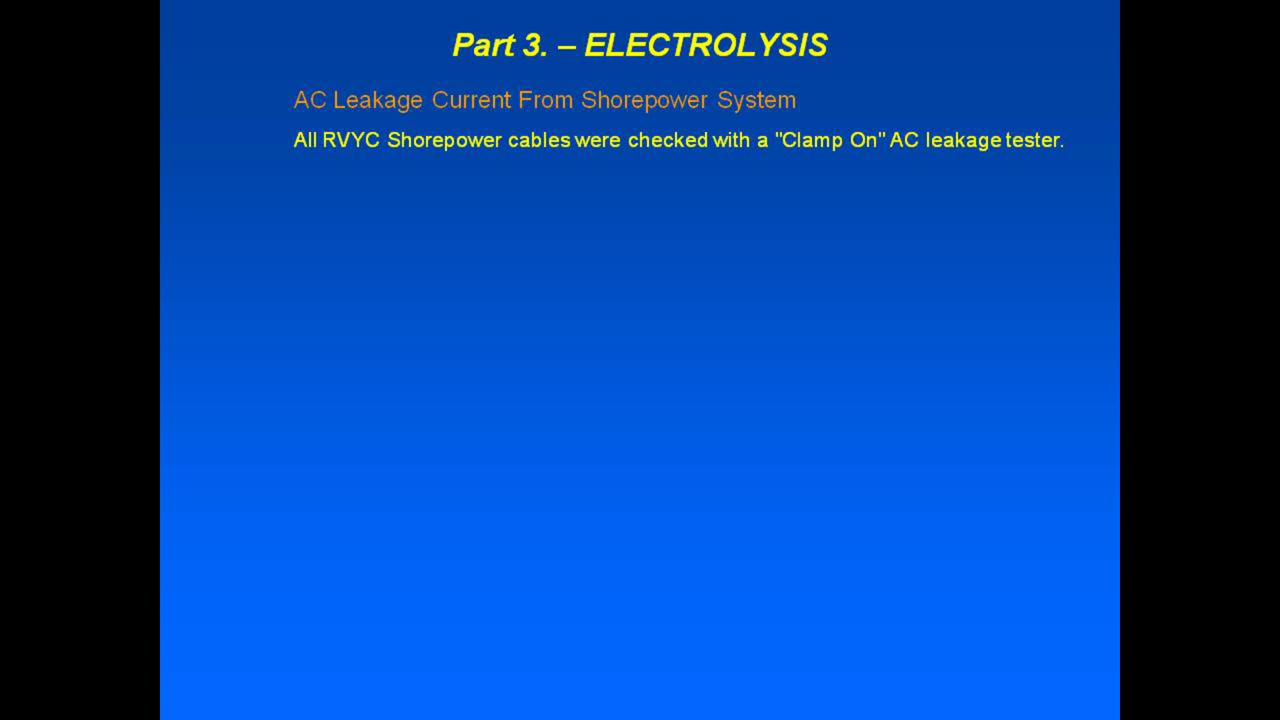 Part 3. – ELECTROLYSIS
AC Leakage Current From Shorepower System
All RVYC Shorepower cables were checked with a "Clamp On" AC leakage tester.